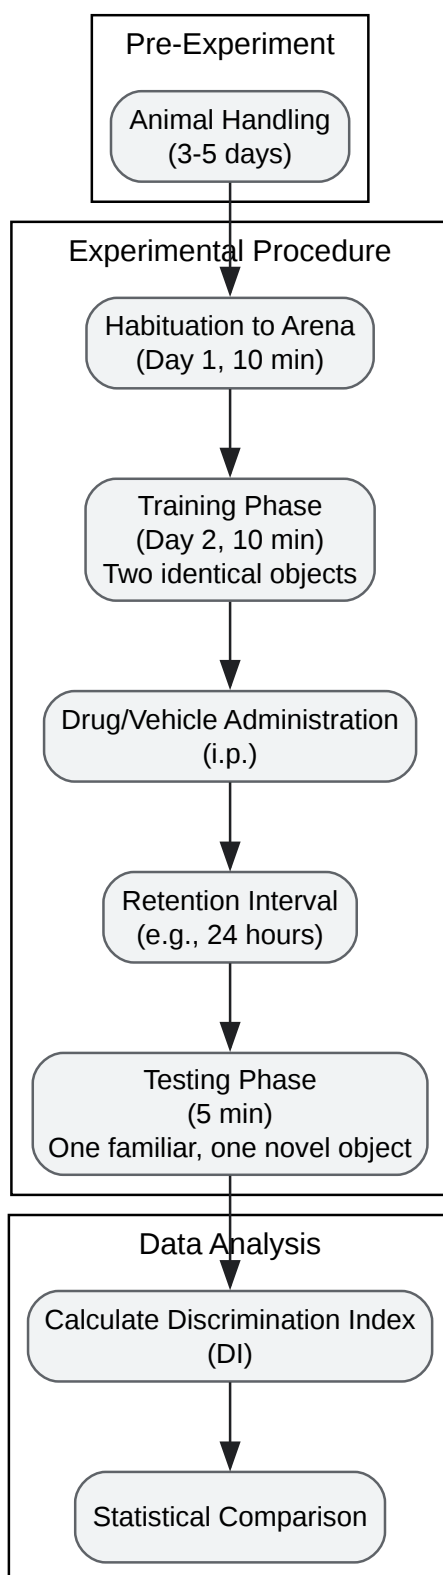 Pre-Experiment
Animal Handling
(3-5 days)
Experimental Procedure
Habituation to Arena
(Day 1, 10 min)
Training Phase
(Day 2, 10 min)
Two identical objects
Drug/Vehicle Administration
(i.p.)
Retention Interval
(e.g., 24 hours)
Testing Phase
(5 min)
One familiar, one novel object
Data Analysis
Calculate Discrimination Index
(DI)
Statistical Comparison